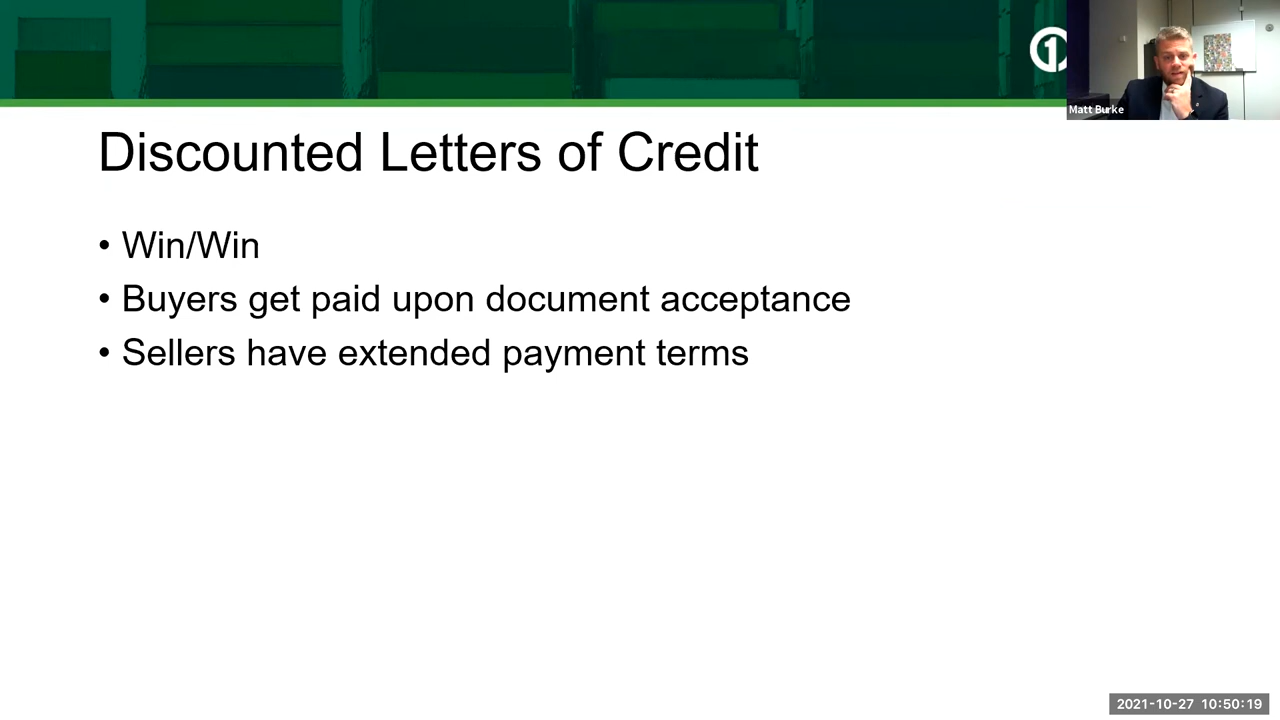 1
Matt Burke
Discounted Letters of Credit
• Win/Win
• Buyers get paid upon document acceptance
• Sellers have extended payment terms
2021-10-27 10:50:19